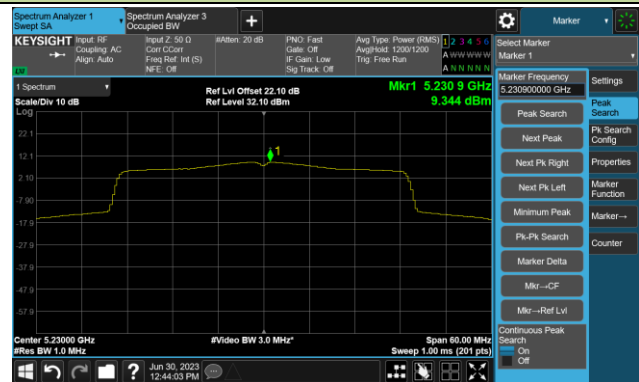 Spectrum Analyzer 1
Swept SA
Spectrum Analyzer 3
Occupied BW
Marker
KEYSIGHT
Input: RF
Coupling: AC
Align: Auto
Input Z: 50 Ω
Corr CCorr
Freq Ref: Int (S)
NFE: Off
#Atten: 20 dB
PNO: Fast
Gate: Off
IF Gain: Low
Sig Track: Off
Avg Type: Power (RMS)
Avg|Hold: 1200/1200
Trig: Free Run
1 2 3 4 5 6
A W W W W W
A N N N N N
LW
Select Marker
Marker 1
1 Spectrum
Scale/Div 10 dB
Log
Ref Lvl Offset 22.10 dB
Ref Level 32.10 dBm
Mkr1 5.230 9 GHz
9.344 dBm
22.1
12.1
2.10
-7.90
-17.9
-27.9
-37.9
-47.9
-57.9
1
Center 5.23000 GHz
#Res BW 1.0 MHz
#Video BW 3.0 MHz*
Span 60.00 MHz
Sweep 1.00 ms (201 pts)
Marker Frequency
5.230900000 GHz
Peak Search
Next Peak
Next Pk Right
Next Pk Left
Minimum Peak
Pk-Pk Search
Marker Delta
Mkr→CF
Mkr→Ref Lvl
Continuous Peak
Search
On
Off
Settings
Peak
Search
Pk Search
Config
Properties
Marker
Function
Marker→
Counter
?
Jun 30, 2023
12:44:03 PM